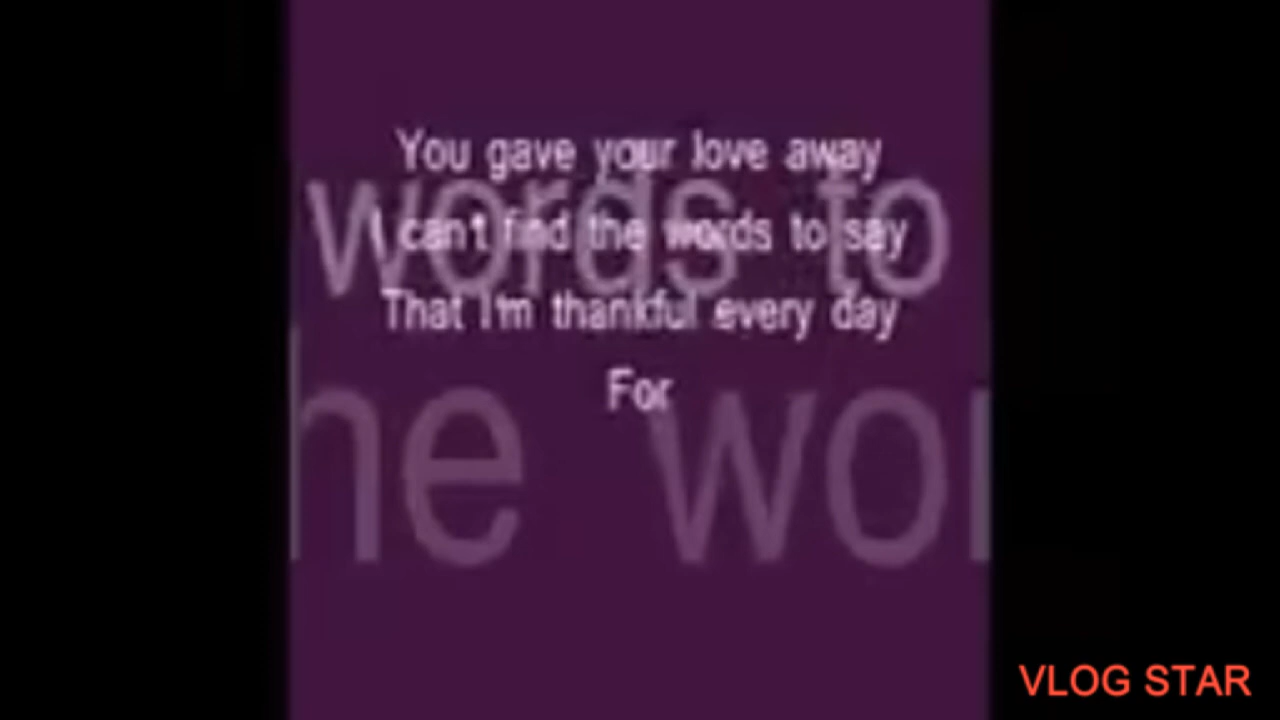 You gave your love away
words to
I can't find the words to say
That I'm thankful every day
For
he wor
VLOG STAR